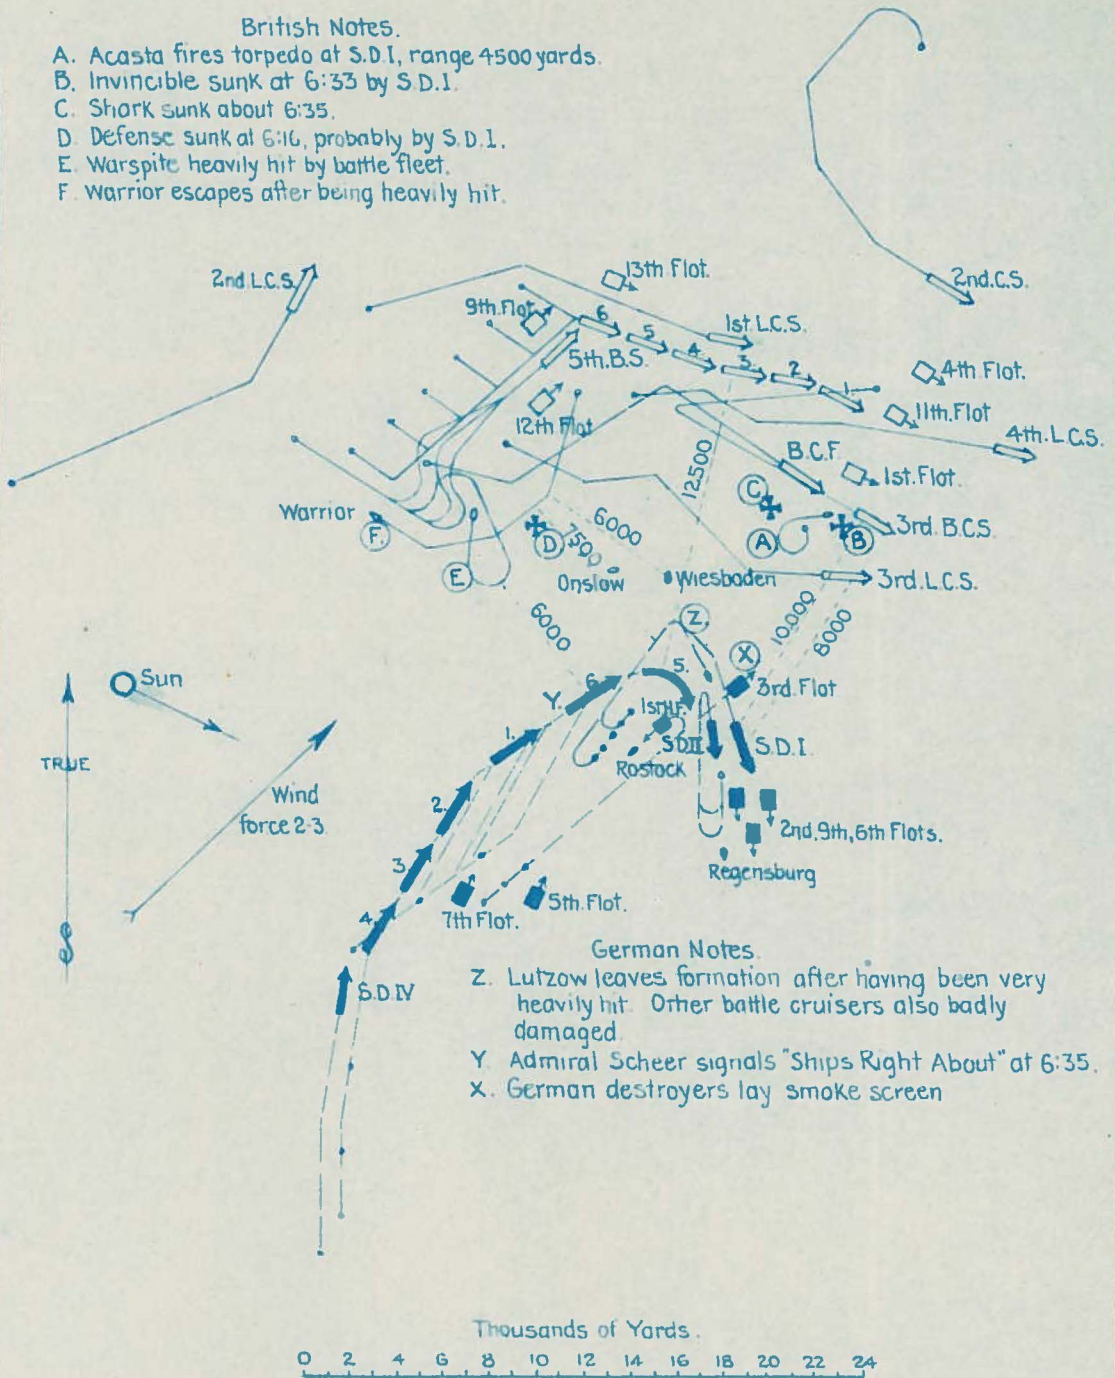 British Notes.
A. Acasta fires torpedo at S.D.I, range 4500 yards.
B. Invincible sunk at 6:33 by S.D.I.
C. Shark sunk about 6:35.
D. Defense sunk at 6:16, probably by S.D.I.
E. Warspite heavily hit by battle fleet.
F. Warrior escapes after being heavily hit.
2nd.L.C.S.
13th Flot.
2nd.C.S.
9th.Flot
6
5
4
3
2
1.
1st.L.C.S.
5th.B.S.
4th.Flot.
12th Flot
11th.Flot
4th.L.C.S.
12,500
B.C.F.
1st.Flot.
C
Warrior
F.
D
6000
7500
A
B
3rd.B.C.S.
E
Onslow
Wiesbaden
3rd.L.C.S.
6000
10.000
8000
Z.
X
Sun
5.
6.
3rd.Flot
Y.
S.D.II
S.D.I.
1.
Rostock
TRUE
Wind
force 2-3
2.
2nd, 9th, 6th Flots.
3.
Regensburg
4.
7th Flot.
5th.Flot.
S.D.IV
German Notes.
Z. Lutzow leaves formation after having been very
heavily hit. Other battle cruisers also badly
damaged.
Y. Admiral Scheer signals "Ships Right About" at 6:35.
X. German destroyers lay smoke screen
Thousands of Yards.
0 2 4 6 8 10 12 14 16 18 20 22 24